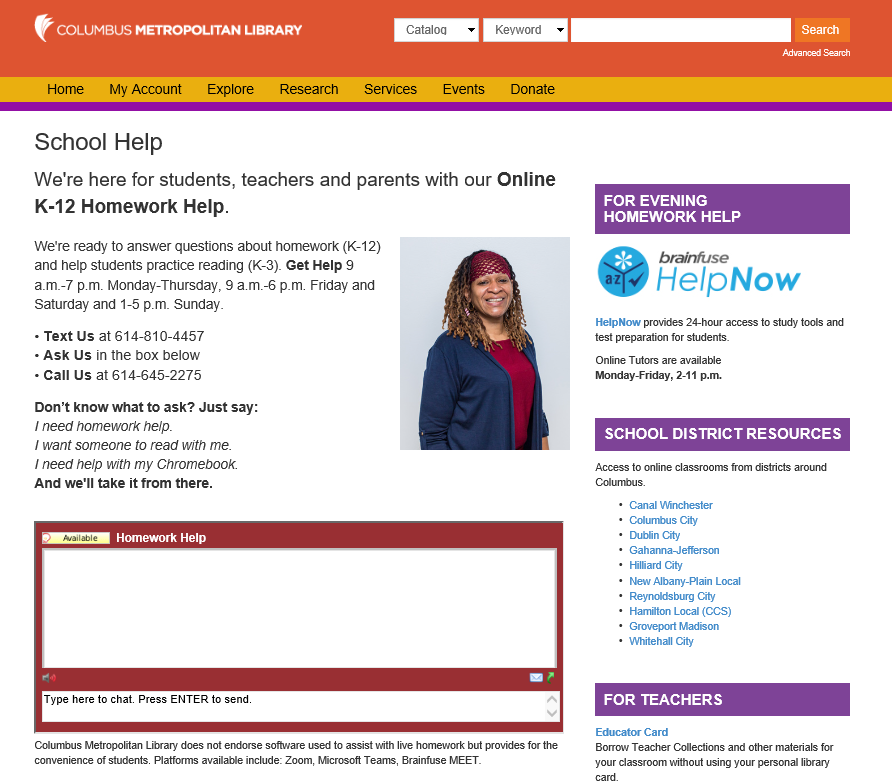 COLUMBUS METROPOLITAN LIBRARY
Catalog
Keyword
Search
Advanced Search
Home My Account Explore Research Services Events Donate
School Help
We're here for students, teachers and parents with our Online
K-12 Homework Help.
We're ready to answer questions about homework (K-12)
and help students practice reading (K-3). Get Help 9
a.m.-7 p.m. Monday-Thursday, 9 a.m.-6 p.m. Friday and
Saturday and 1-5 p.m. Sunday.
• Text Us at 614-810-4457
• Ask Us in the box below
• Call Us at 614-645-2275
Don't know what to ask? Just say:
I need homework help.
I want someone to read with me.
I need help with my Chromebook.
And we'll take it from there.
Available
Homework Help
Type here to chat. Press ENTER to send.
Columbus Metropolitan Library does not endorse software used to assist with live homework but provides for the
convenience of students. Platforms available include: Zoom, Microsoft Teams, Brainfuse MEET.
FOR EVENING
HOMEWORK HELP
az
brainfuse
HelpNow
HelpNow provides 24-hour access to study tools and
test preparation for students.
Online Tutors are available
Monday-Friday, 2-11 p.m.
SCHOOL DISTRICT RESOURCES
Access to online classrooms from districts around
Columbus.
• Canal Winchester
• Columbus City
• Dublin City
• Gahanna-Jefferson
• Hilliard City
• New Albany-Plain Local
• Reynoldsburg City
• Hamilton Local (CCS)
• Groveport Madison
• Whitehall City
FOR TEACHERS
Educator Card
Borrow Teacher Collections and other materials for
your classroom without using your personal library
card.